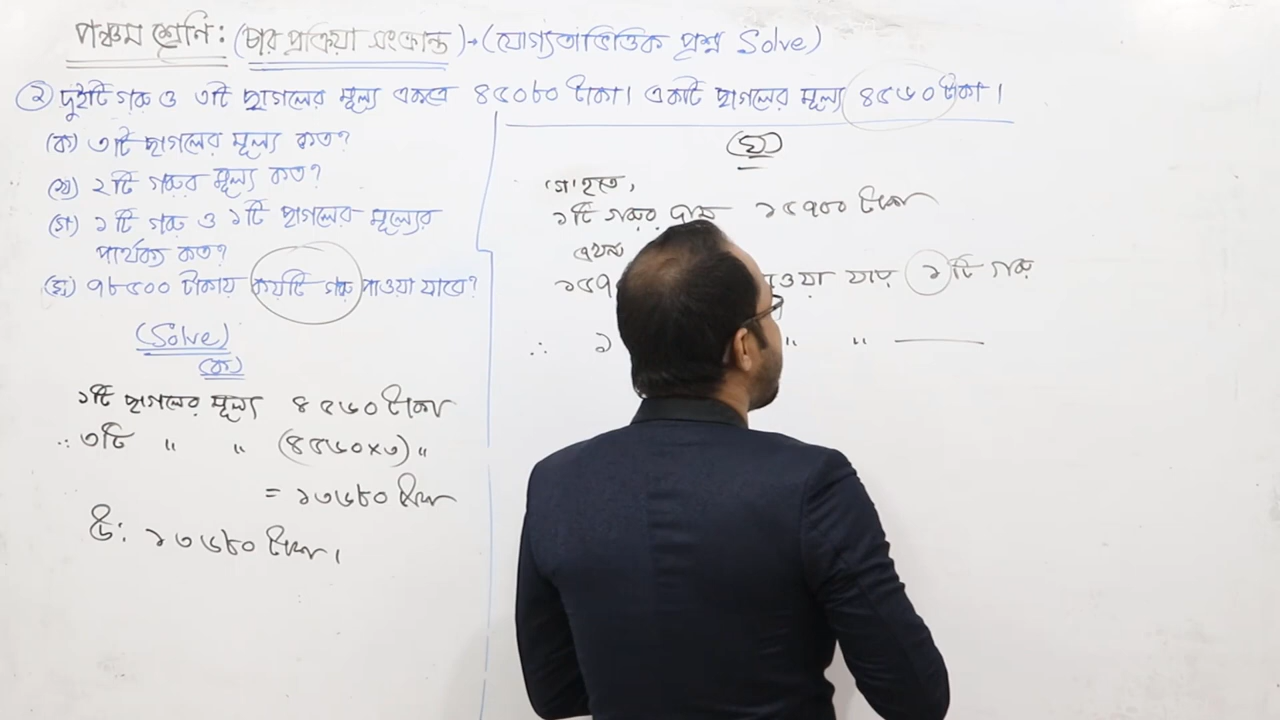 পঞ্চম শ্রেণি: (চার প্রক্রিয়া সংক্রান্ত) → (যোগ্যতাভিত্তিক প্রশ্ন Solve)
২ দুইটি গরু ও ৩টি ছাগলের মূল্য একত্রে ৪৫০৮০ টাকা। একটি ছাগলের মূল্য ৪৫৬০ টাকা।
(ক) ৩টি ছাগলের মূল্য কত?
(খ) ২টি গরুর মূল্য কত?
(গ) ১টি গরু ও ১টি ছাগলের মূল্যের
পার্থক্য কত?
(ঘ) ৭৮৫০০ টাকায় কয়টি গরু পাওয়া যাবে?
(Solve)
(ক)
১টি ছাগলের মূল্য ৪৫৬০ টাকা
∴ ৩টি " " (৪৫৬০×৩) "
= ১৩৬৮০ টাকা
উ: ১৩৬৮০ টাকা।
(ঘ)
'গ' হতে,
১টি গরুর দাম ১৫৭০০ টাকা
এখন
১৫৭ ওয়া যায় ১টি গরু
∴ ১ " "